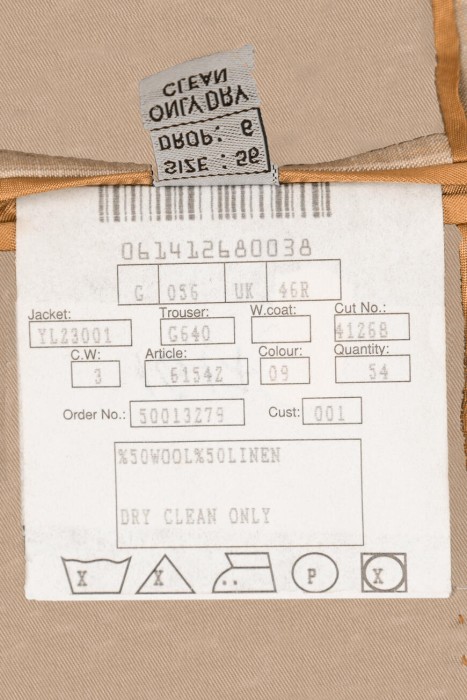 SIZE : 56
DROP: 6
ONLY DRY
CLEAN
061412680038
G 056 UK 46R
Jacket: Trouser: W.coat: Cut No.:
YL23001 G640 41268
C.W: Article: Colour: Quantity:
3 61542 09 54
Order No.: 50013279 Cust: 001
%50WOOL%50LINEN
DRY CLEAN ONLY
X X P X